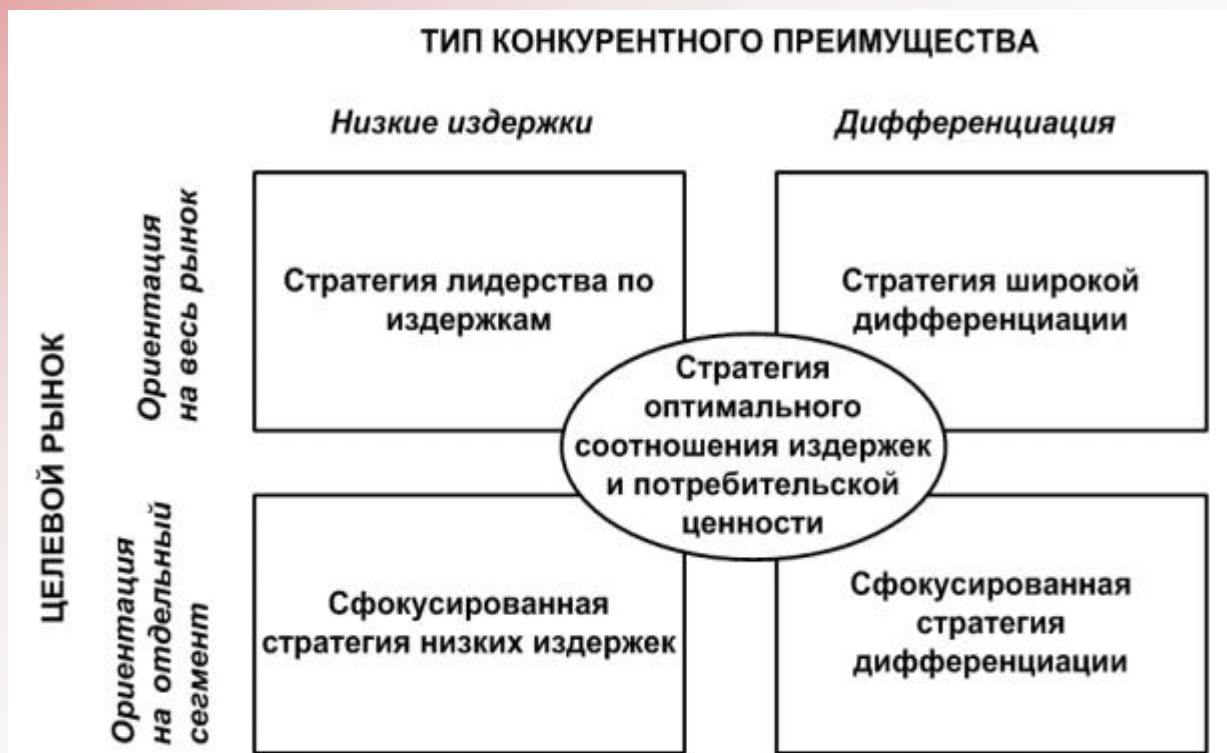 ТИП КОНКУРЕНТНОГО ПРЕИМУЩЕСТВА
Низкие издержки
Дифференциация
ЦЕЛЕВОЙ РЫНОК
Ориентация
на весь рынок
Стратегия лидерства по
издержкам
Стратегия широкой
дифференциации
Стратегия
оптимального
соотношения издержек
и потребительской
ценности
Ориентация
на отдельный
сегмент
Сфокусированная
стратегия низких издержек
Сфокусированная
стратегия
дифференциации